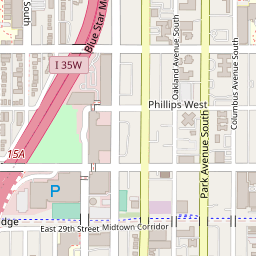 South
Blue Star M
I 35W
Oakland Avenue South
Columbus Avenue South
Phillips West
15A
Park Avenue South
P
dge
East 29th Street
Midtown Corridor